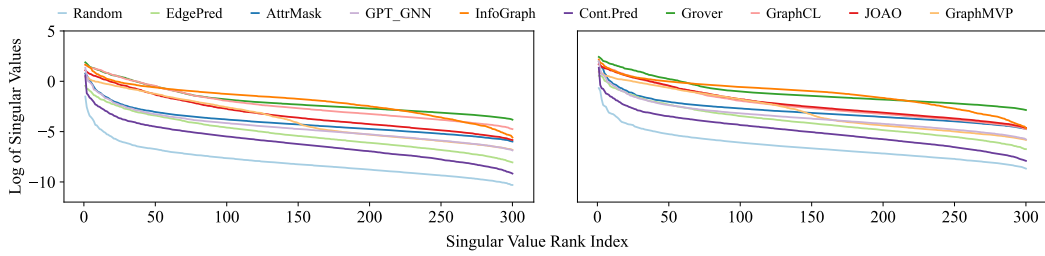 Random EdgePred AttrMask GPT_GNN InfoGraph Cont.Pred Grover GraphCL JOAO GraphMVP
Log of Singular Values
5
0
−5
−10
0 50 100 150 200 250 300
0 50 100 150 200 250 300
Singular Value Rank Index